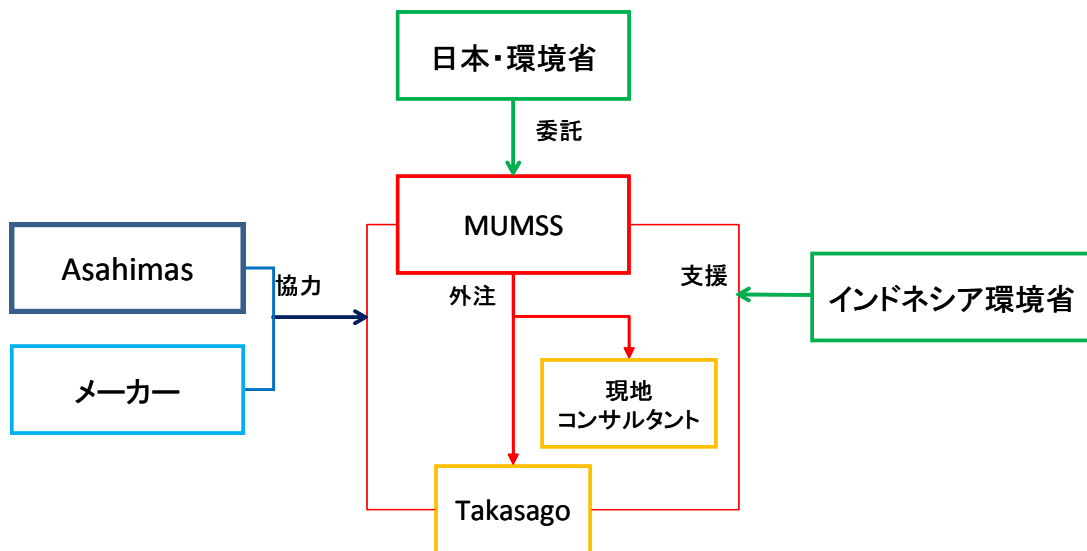 日本・環境省
委託
MUMSS
Asahimas
協力
外注
支援
インドネシア環境省
メーカー
現地
コンサルタント
Takasago